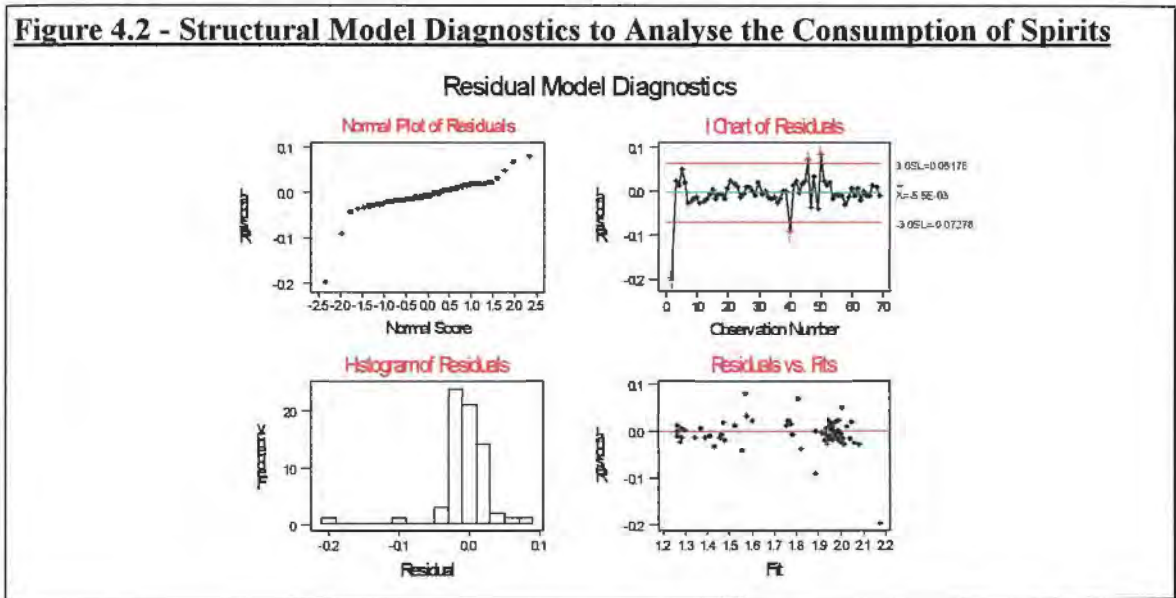 Figure 4.2 - Structural Model Diagnostics to Analyse the Consumption of Spirits
Residual Model Diagnostics
Normal Plot of Residuals
I Chart of Residuals
0.1
0.0
-0.1
-0.2
-2.5 -2.0 -1.5 -1.0 -0.5 0.0 0.5 1.0 1.5 2.0 2.5
Normal Score
Residual
0.1
0.0
-0.1
-0.2
0 10 20 30 40 50 60 70
Observation Number
Residual
3.0SL=0.06176
-3.0SL=-0.07278
Histogram of Residuals
Residuals vs. Fits
20
10
0
-0.2 -0.1 0.0 0.1
Residual
Frequency
0.1
0.0
-0.1
-0.2
1.2 1.3 1.4 1.5 1.6 1.7 1.8 1.9 2.0 2.1 2.2
Fit
Residual